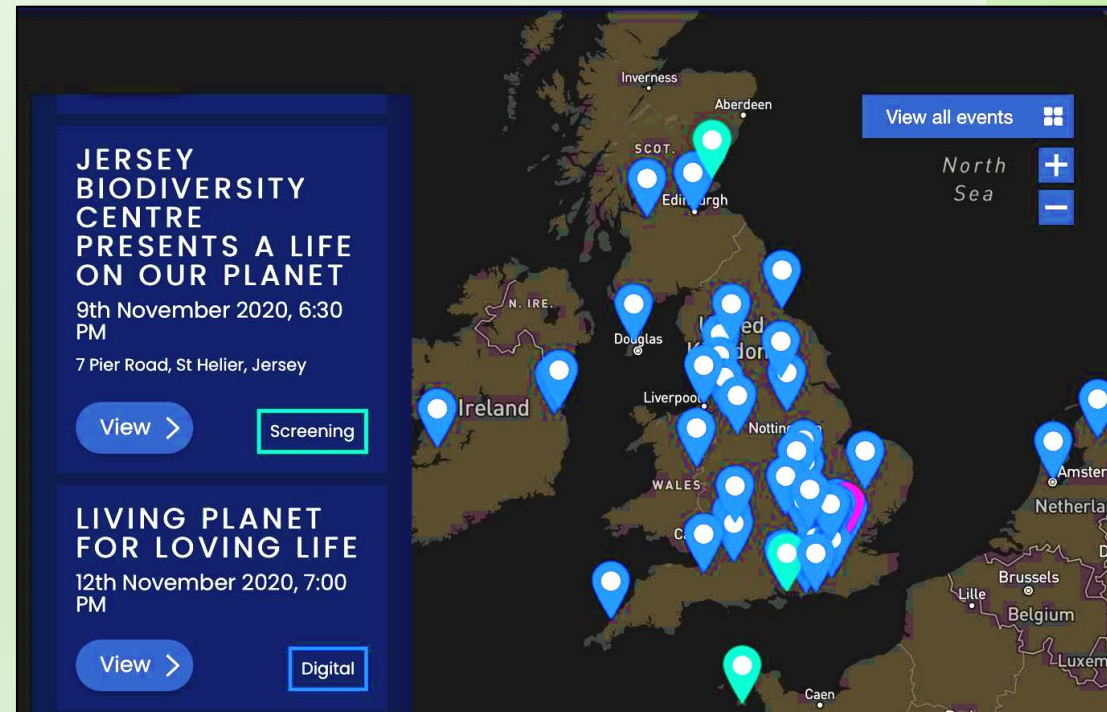 JERSEY
BIODIVERSITY
CENTRE
PRESENTS A LIFE
ON OUR PLANET
9th November 2020, 6:30
PM
7 Pier Road, St Helier, Jersey
View
Screening
LIVING PLANET
FOR LOVING LIFE
12th November 2020, 7:00
PM
View
Digital
View all events
North
Sea
Inverness
Aberdeen
SCOT.
N. IRE.
Ireland
Liverpool
WALES
Netherla
Brussels
Lille
Belgium
Luxem
Caen